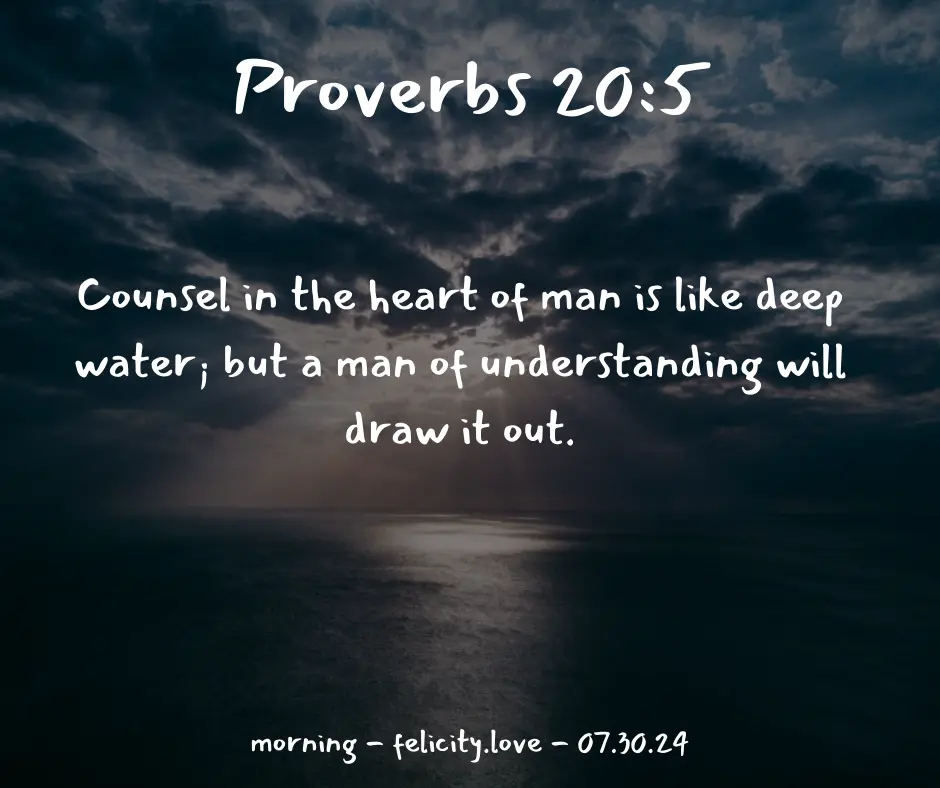 Proverbs 20:5
Counsel in the heart of man is like deep
water; but a man of understanding will
draw it out.
morning - felicity.love - 07.30.24